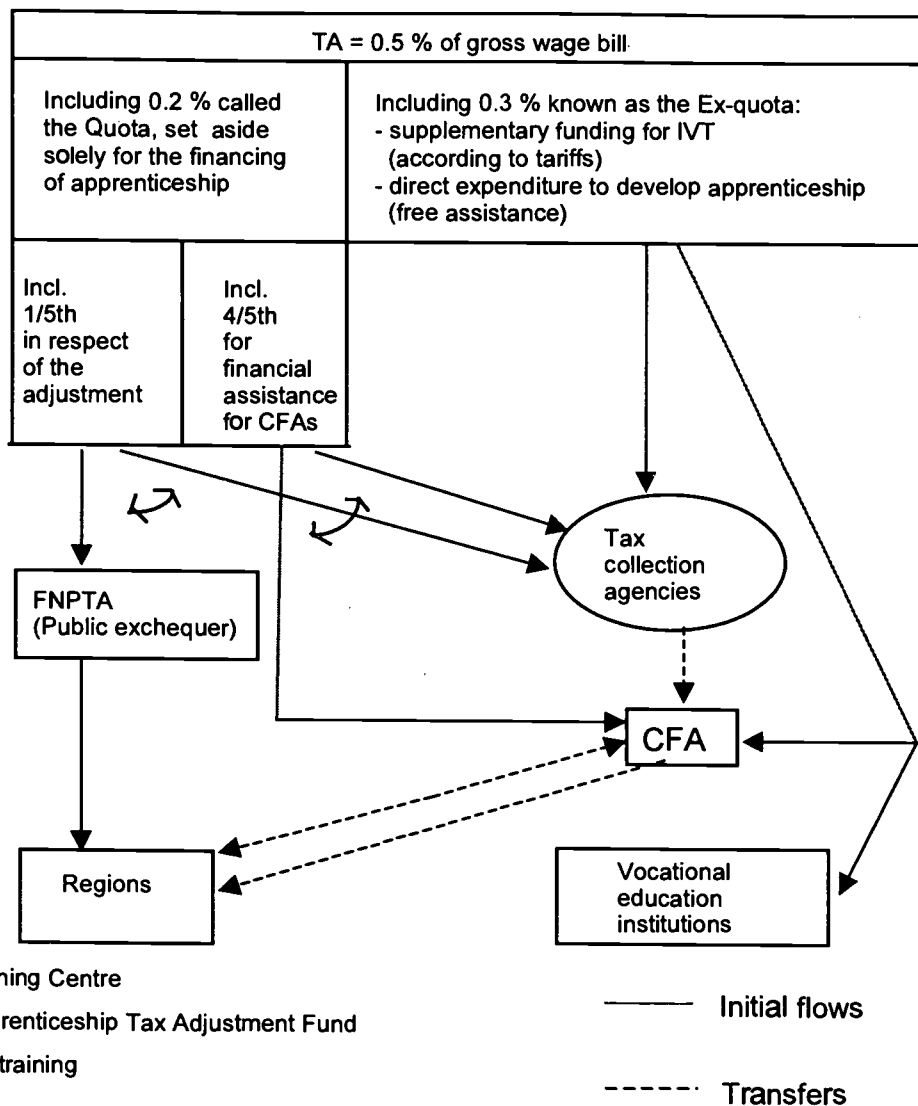 TA = 0.5 % of gross wage bill
Including 0.2 % called
the Quota, set aside
solely for the financing
of apprenticeship
Including 0.3 % known as the Ex-quota:
- supplementary funding for IVT
(according to tariffs)
- direct expenditure to develop apprenticeship
(free assistance)
Incl.
1/5th
in respect
of the
adjustment
Incl.
4/5th
for
financial
assistance
for CFAs
Tax
collection
agencies
FNPTA
(Public exchequer)
CFA
Regions
Vocational
education
institutions
ning Centre
renticeship Tax Adjustment Fund
training
Initial flows
Transfers